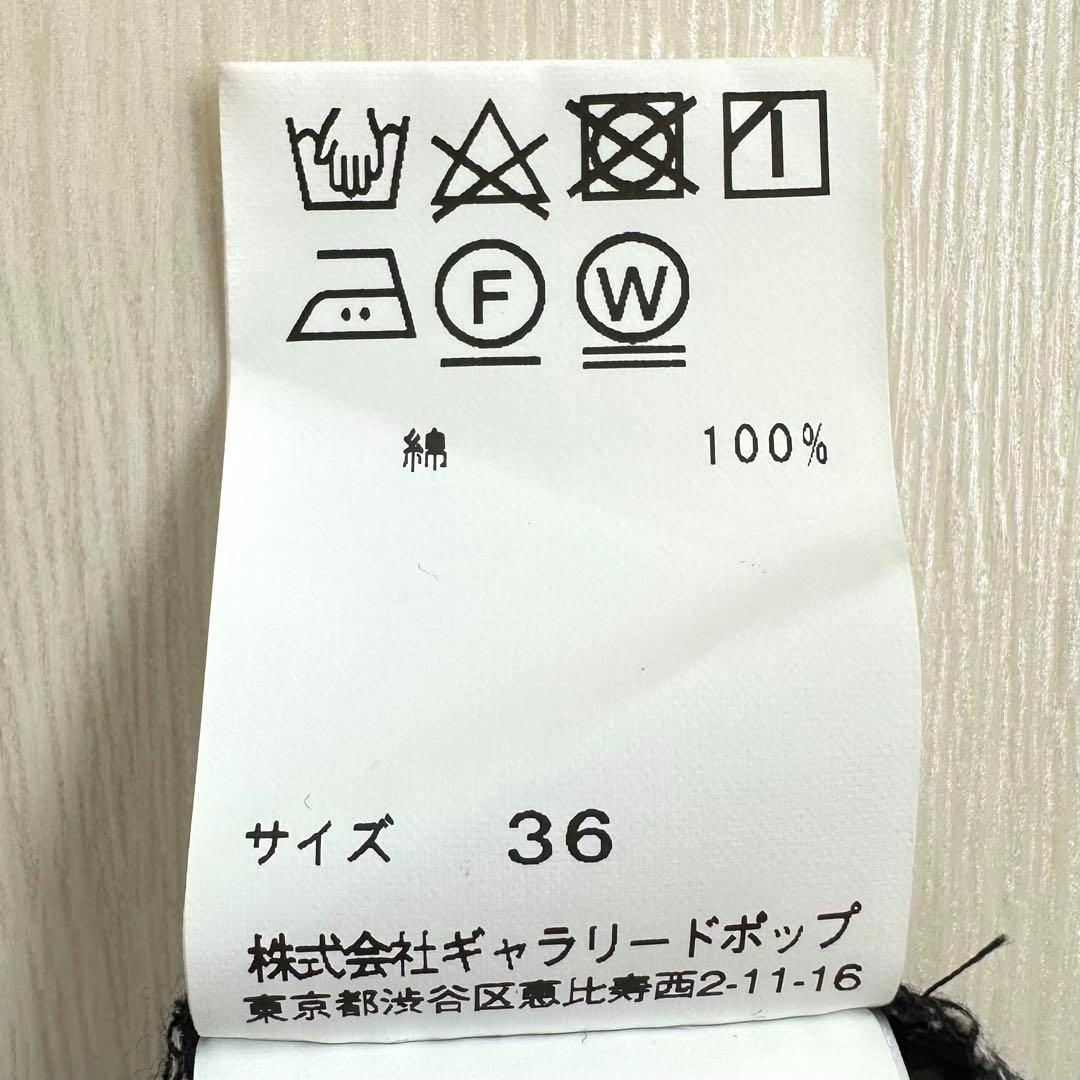 F W
綿 100%
サイズ 36
株式会社ギャラリードポップ
東京都渋谷区恵比寿西2-11-16